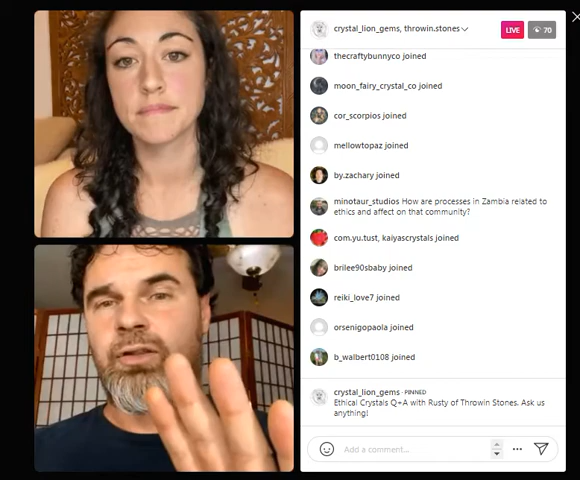 crystal_lion_gems, throwin.stones
LIVE
70
thecraftybunnyco joined
moon_fairy_crystal_co joined
cor_scorpios joined
mellowtopaz joined
by.zachary joined
minotaur_studios How are processes in Zambia related to
ethics and affect on that community?
com.yu.tust, kaiyascrystals joined
brilee90sbaby joined
reiki_love7 joined
orsenigopaola joined
b_walbert0108 joined
crystal_lion_gems · PINNED
Ethical Crystals Q+A with Rusty of Throwin Stones. Ask us
anything!
Add a comment...